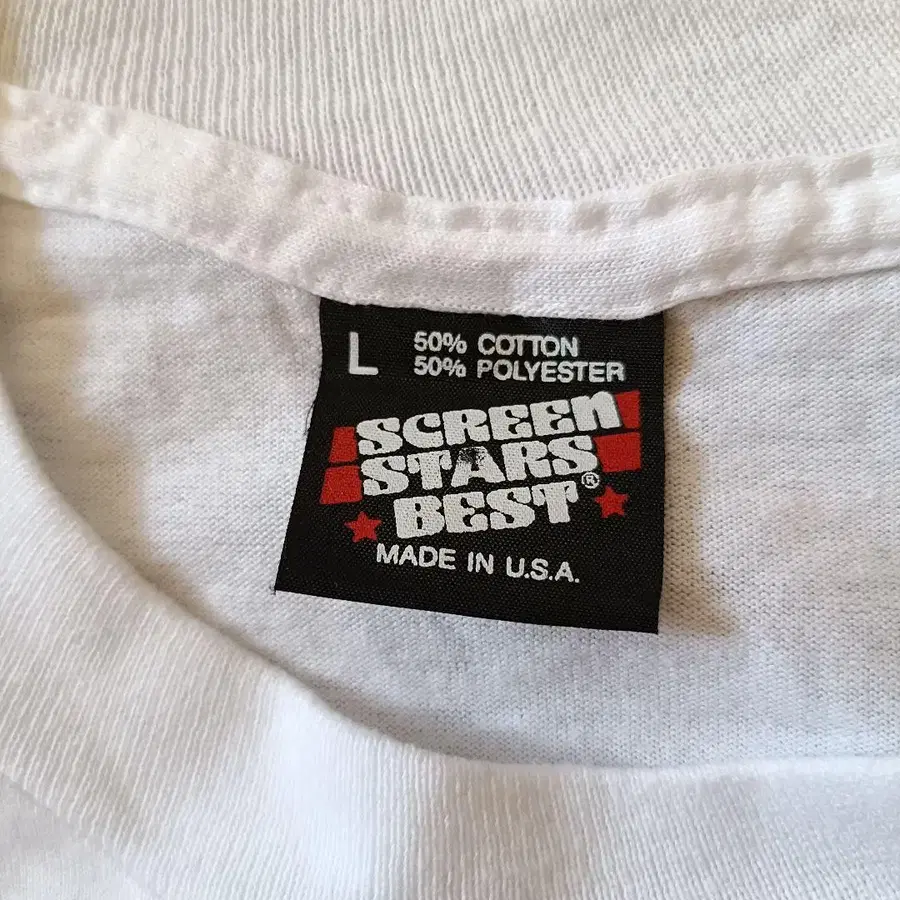 L 50% COTTON
50% POLYESTER
SCREEN
STARS
BEST®
MADE IN U.S.A.